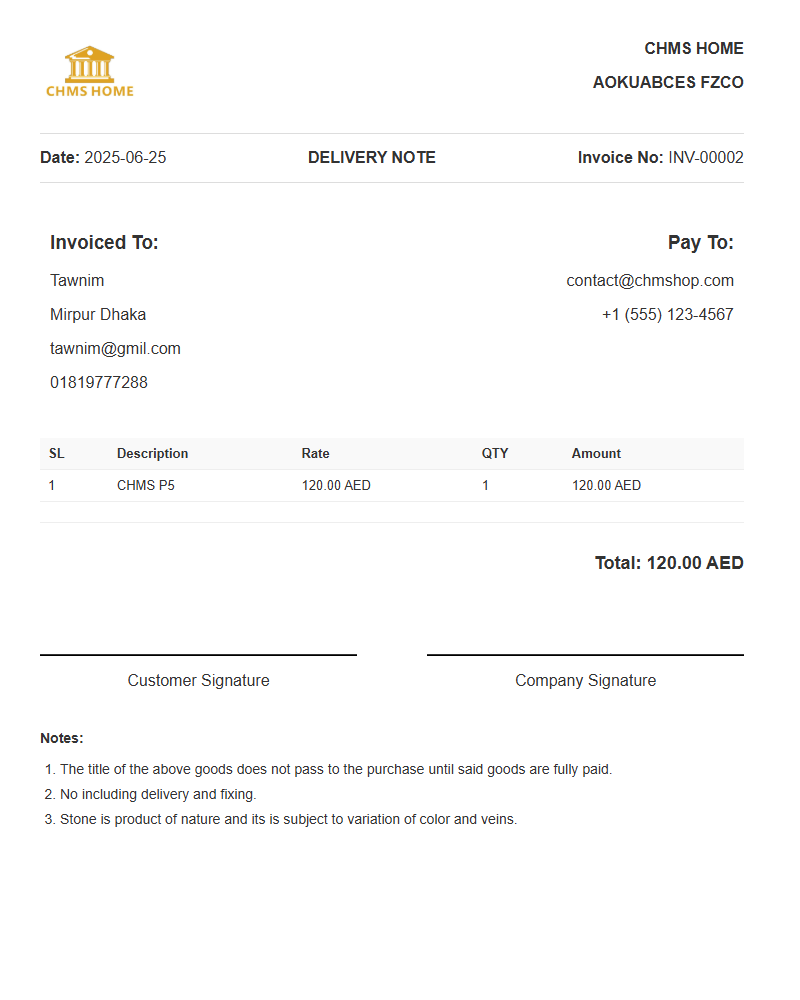 CHMS HOME
CHMS HOME
AOKUABCES FZCO
Date: 2025-06-25 DELIVERY NOTE Invoice No: INV-00002
Invoiced To: Pay To:
Tawnim contact@chmshop.com
Mirpur Dhaka +1 (555) 123-4567
tawnim@gmil.com
01819777288
SL Description Rate QTY Amount
1 CHMS P5 120.00 AED 1 120.00 AED
Total: 120.00 AED
Customer Signature Company Signature
Notes:
1. The title of the above goods does not pass to the purchase until said goods are fully paid.
2. No including delivery and fixing.
3. Stone is product of nature and its is subject to variation of color and veins.